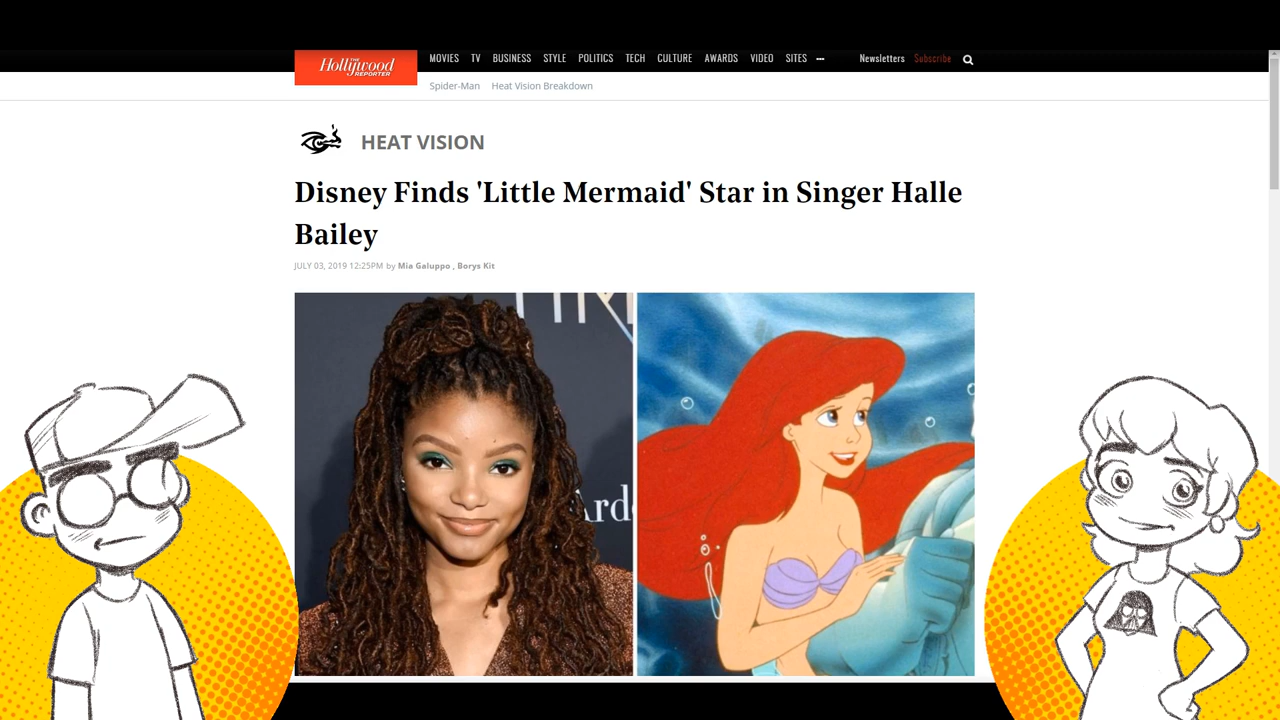 THE
Hollywood
REPORTER
MOVIES TV BUSINESS STYLE POLITICS TECH CULTURE AWARDS VIDEO SITES ••• Newsletters Subscribe
Spider-Man Heat Vision Breakdown
HEAT VISION
Disney Finds 'Little Mermaid' Star in Singer Halle
Bailey
JULY 03, 2019 12:25PM by Mia Galuppo , Borys Kit